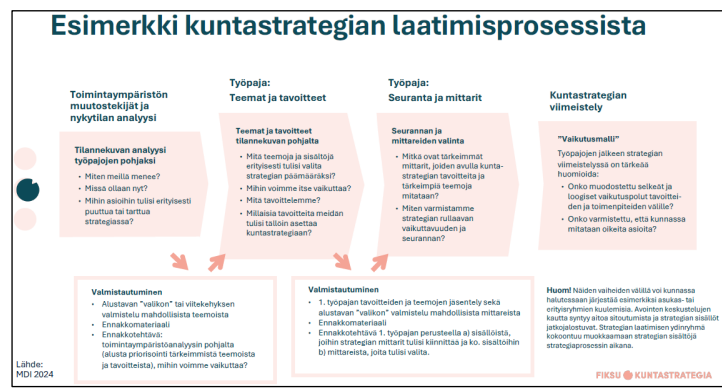 Esimerkki kuntastrategian laatimisprosessista
Toimintaympäristön
muutostekijät ja
nykytilan analyysi
Tilannekuvan analyysi
työpajojen pohjaksi
• Miten meillä menee?
• Missä ollaan nyt?
• Mihin asioihin tulisi erityisesti
puuttua tai tarttua
strategiassa?
Työpaja:
Teemat ja tavoitteet
Teemat ja tavoitteet
tilannekuvan pohjalta
• Mitä teemoja ja sisältöjä
erityisesti tulisi valita
strategian päämääräksi?
• Mihin voimme itse vaikuttaa?
• Mitä tavoittelemme?
• Millaisia tavoitteita meidän
tulisi tällöin asettaa
kuntastrategiaan?
Työpaja:
Seuranta ja mittarit
Seurannan ja
mittareiden valinta
• Mitkä ovat tärkeimmät
mittarit, joiden avulla kunta-
strategian tavoitteita ja
tärkeimpiä teemoja
mitataan?
• Miten varmistamme
strategian rullaavan
vaikuttavuuden ja
seurannan?
Kuntastrategian
viimeistely
"Vaikutusmalli"
Työpajojen jälkeen strategian
viimeistelyssä on tärkeää
huomioida:
• Onko muodostettu selkeät ja
loogiset vaikutuspolut tavoittei-
den ja toimenpiteiden välille?
• Onko varmistettu, että kunnassa
mitataan oikeita asioita?
Valmistautuminen
• Alustavan "valikon" tai viitekehyksen
valmistelu mahdollisista teemoista
• Ennakkomateriaali
• Ennakkotehtävä:
toimintaympäristöanalyysin pohjalta
(alusta priorisointi tärkeimmistä teemoista
ja tavoitteista), mihin voimme vaikuttaa?
Valmistautuminen
• 1. työpajan tavoitteiden ja teemojen jäsentely sekä
alustavan "valikon" valmistelu mahdollisista mittareista
• Ennakkomateriaali
• Ennakkotehtävä 1. työpajan perusteella a) sisällöistä,
joihin strategian mittarit tulisi kiinnittää ja ko. sisältöihin
b) mittareista, joita tulisi valita.
Huom! Näiden vaiheiden välillä voi kunnassa
halutessaan järjestää esimerkiksi asukas- tai
erityisryhmien kuulemisia. Avointen keskustelujen
kautta syntyy aitoa sitoutumista ja strategian sisällöt
jatkojalostuvat. Strategian laatimisen ydinryhmä
kokoontuu muokkaamaan strategian sisältöjä
strategiaprosessin aikana.
Lähde:
MDI 2024
FIKSU KUNTASTRATEGIA